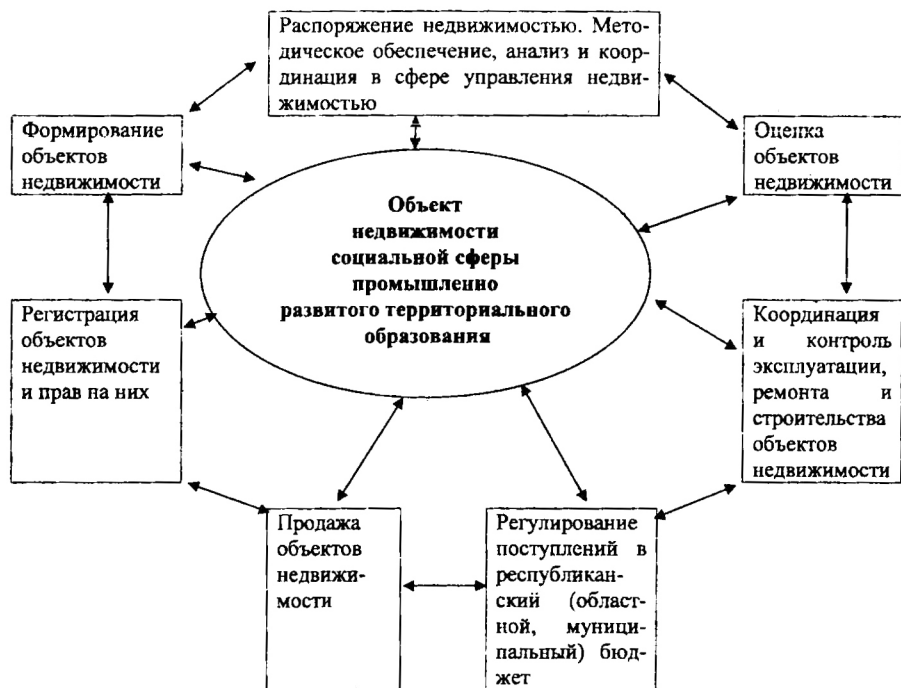 Распоряжение недвижимостью. Мето-
дическое обеспечение, анализ и коор-
динация в сфере управления недви-
жимостью
Формирование
объектов
недвижимости
Оценка
объектов
недвижимости
Объект
недвижимости
социальной сферы
промышленно
развитого территориального
образования
Регистрация
объектов
недвижимости
и прав на них
Координация
и контроль
эксплуатации,
ремонта и
строительства
объектов
недвижимости
Продажа
объектов
недвижи-
мости
Регулирование
поступлений в
республикан-
ский (област-
ной, муници-
пальный) бюд-
жет